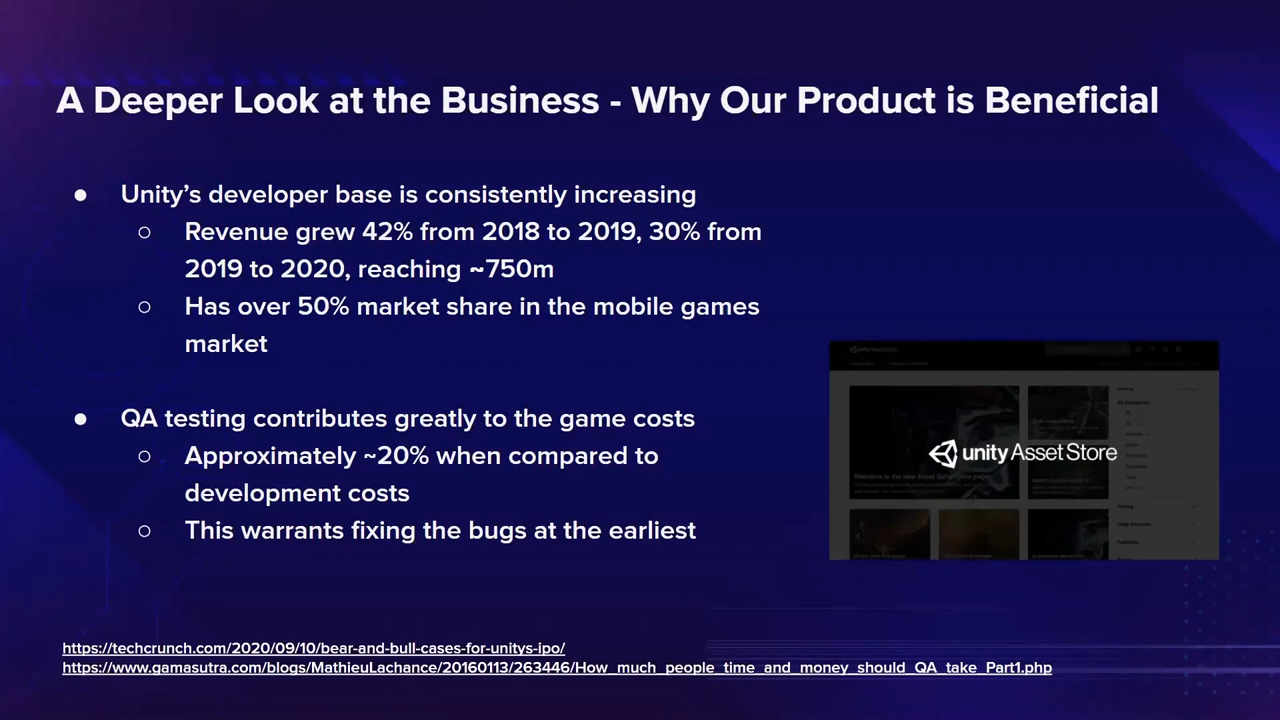 A Deeper Look at the Business - Why Our Product is Beneficial
● Unity’s developer base is consistently increasing
○ Revenue grew 42% from 2018 to 2019, 30% from
2019 to 2020, reaching ~750m
○ Has over 50% market share in the mobile games
market
● QA testing contributes greatly to the game costs
○ Approximately ~20% when compared to
development costs
○ This warrants fixing the bugs at the earliest
unity Asset Store
https://techcrunch.com/2020/09/10/bear-and-bull-cases-for-unitys-ipo/
https://www.gamasutra.com/blogs/MathieuLachance/20160113/263446/How_much_people_time_and_money_should_QA_take_Part1.php